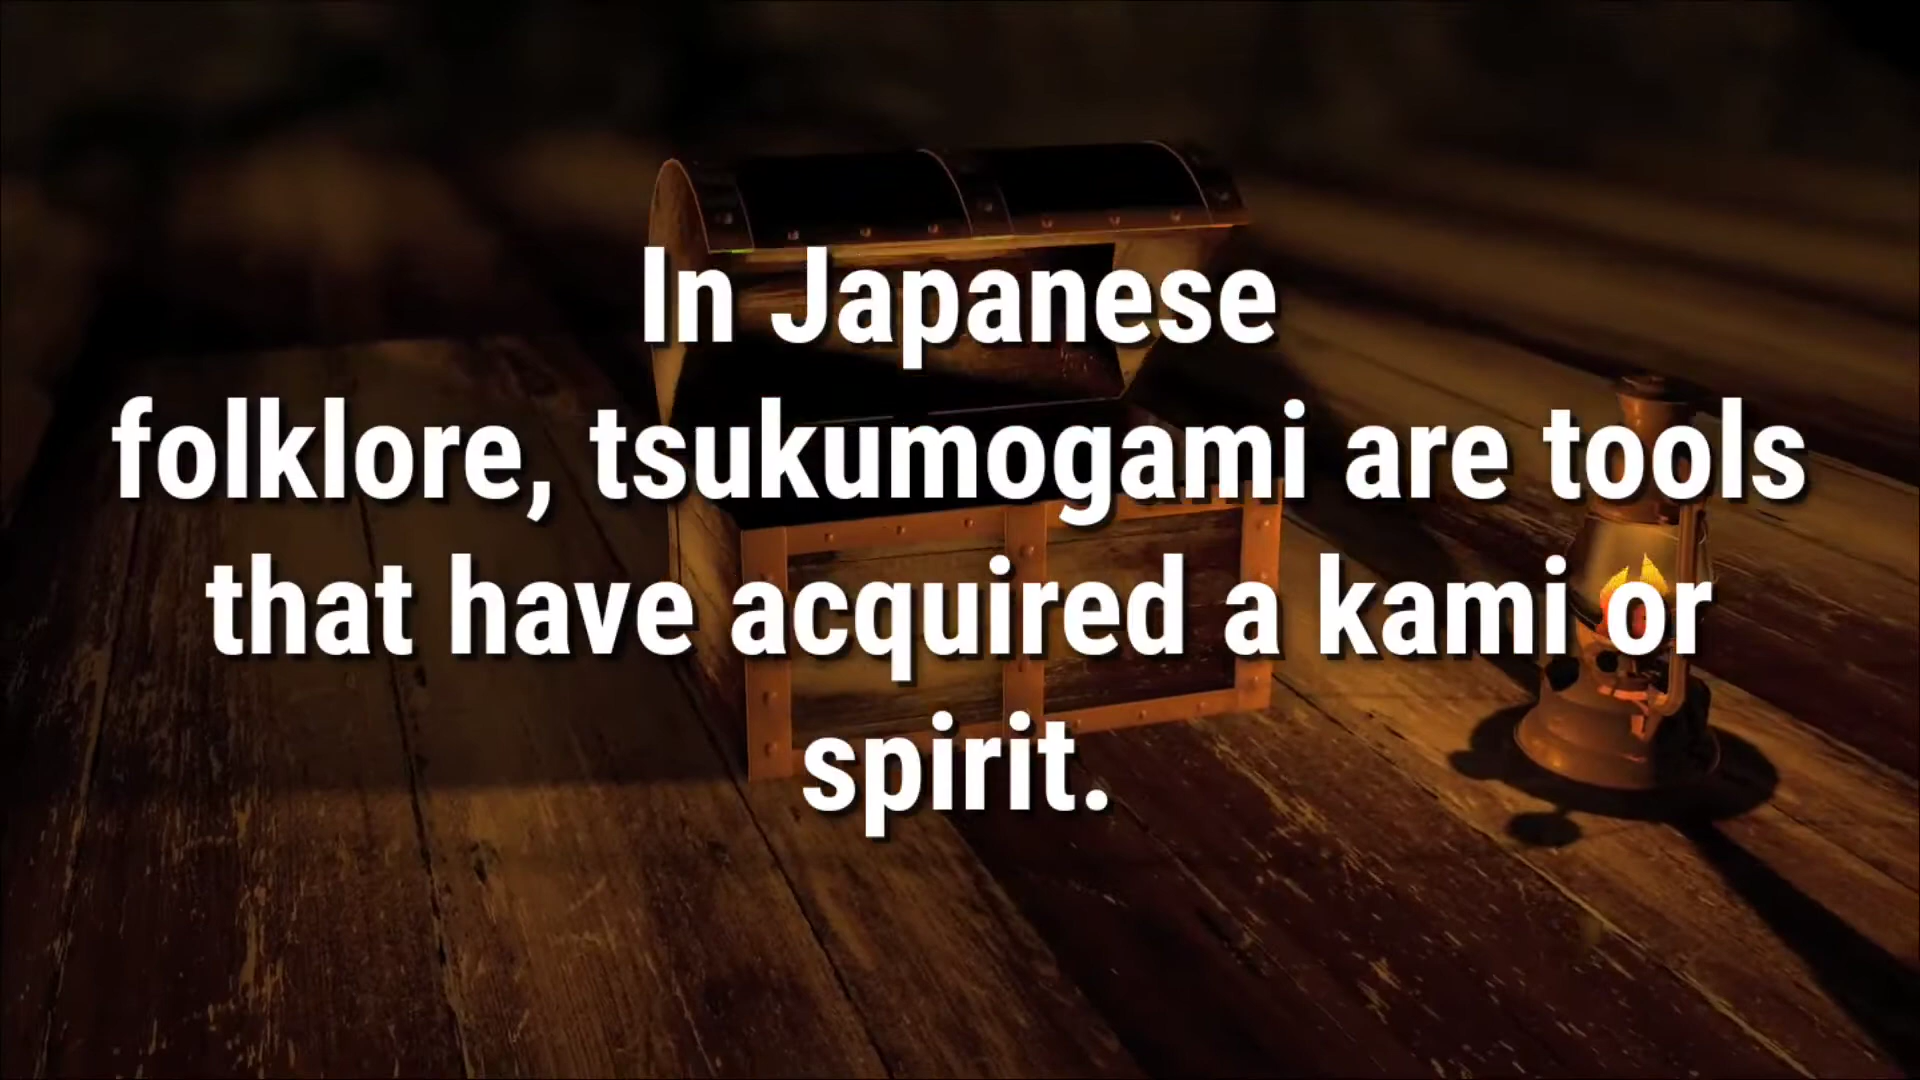 In Japanese
folklore, tsukumogami are tools
that have acquired a kami or
spirit.